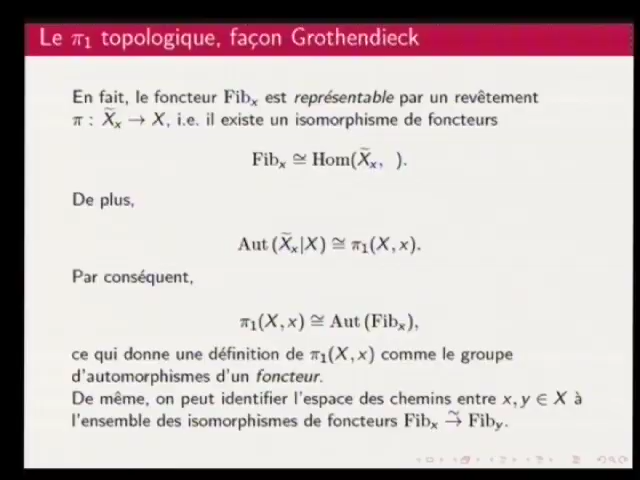 Le π₁ topologique, façon Grothendieck
En fait, le foncteur Fibₓ est représentable par un revêtement
π : X̃ₓ → X, i.e. il existe un isomorphisme de foncteurs
Fibₓ ≅ Hom(X̃ₓ, ).
De plus,
Aut (X̃ₓ|X) ≅ π₁(X, x).
Par conséquent,
π₁(X, x) ≅ Aut (Fibₓ),
ce qui donne une définition de π₁(X, x) comme le groupe
d'automorphismes d'un foncteur.
De même, on peut identifier l'espace des chemins entre x, y ∈ X à
l'ensemble des isomorphismes de foncteurs Fibₓ →̃ Fib_y.